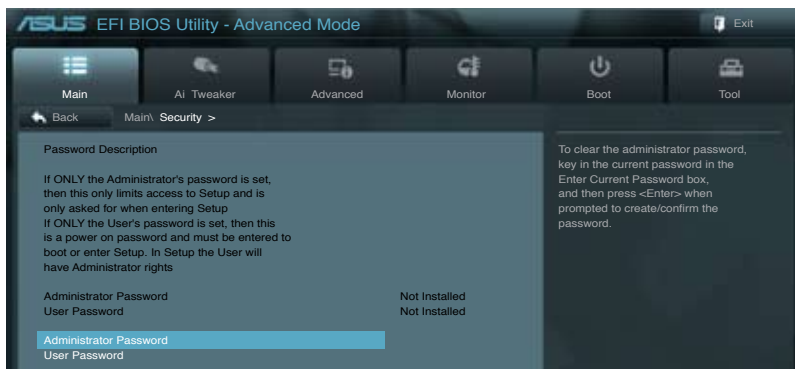 ASUS EFI BIOS Utility - Advanced Mode
Exit
Main
Ai Tweaker
Advanced
Monitor
Boot
Tool
Back
Main\ Security >
Password Description
If ONLY the Administrator's password is set,
then this only limits access to Setup and is
only asked for when entering Setup
If ONLY the User's password is set, then this
is a power on password and must be entered to
boot or enter Setup. In Setup the User will
have Administrator rights
Administrator Password Not Installed
User Password Not Installed
Administrator Password
User Password
To clear the administrator password,
key in the current password in the
Enter Current Password box,
and then press <Enter> when
prompted to create/confirm the
password.